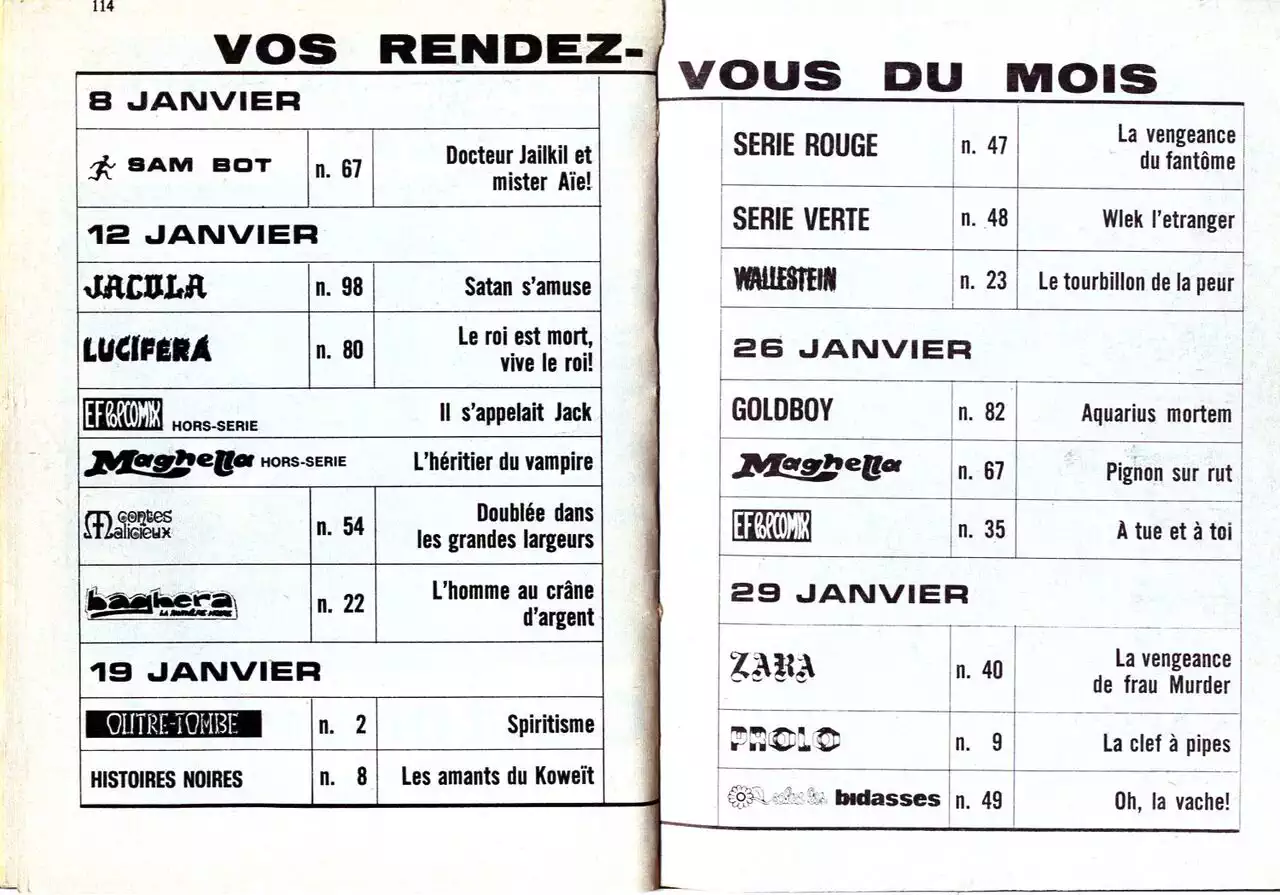 114
VOS RENDEZ-VOUS DU MOIS
8 JANVIER
SAM BOT n. 67 Docteur Jailkil et
mister Aïe!
12 JANVIER
JACULA n. 98 Satan s'amuse
LUCIFERA n. 80 Le roi est mort,
vive le roi!
EF POPCOMIX HORS-SERIE Il s'appelait Jack
Maghella HORS-SERIE L'héritier du vampire
Contes
Malicieux n. 54 Doublée dans
les grandes largeurs
baghera
LA PANTHÈRE NOIRE n. 22 L'homme au crâne
d'argent
19 JANVIER
OUTRE-TOMBE n. 2 Spiritisme
HISTOIRES NOIRES n. 8 Les amants du Koweït
SERIE ROUGE n. 47 La vengeance
du fantôme
SERIE VERTE n. 48 Wlek l'etranger
WALLESTEIN n. 23 Le tourbillon de la peur
26 JANVIER
GOLDBOY n. 82 Aquarius mortem
Maghella n. 67 Pignon sur rut
EF POPCOMIX n. 35 A tue et à toi
29 JANVIER
ZARA n. 40 La vengeance
de frau Murder
PROLO n. 9 La clef à pipes
bidasses n. 49 Oh, la vache!